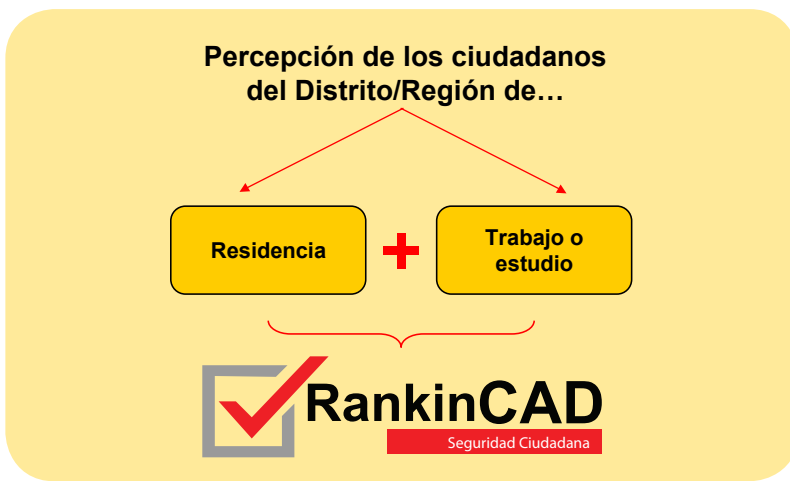 Percepción de los ciudadanos
del Distrito/Región de…
Residencia
Trabajo o
estudio
RankinCAD
Seguridad Ciudadana